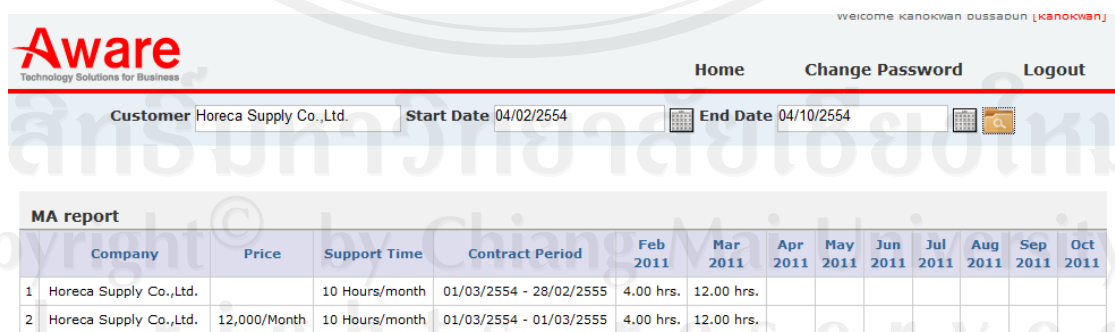 Welcome kanokwan bussabun [kanokwan]
Aware
Technology Solutions for Business
Home Change Password Logout
Customer Horeca Supply Co.,Ltd. Start Date 04/02/2554 End Date 04/10/2554
MA report
Company Price Support Time Contract Period Feb 2011 Mar 2011 Apr 2011 May 2011 Jun 2011 Jul 2011 Aug 2011 Sep 2011 Oct 2011
1 Horeca Supply Co.,Ltd. 10 Hours/month 01/03/2554 - 28/02/2555 4.00 hrs. 12.00 hrs.
2 Horeca Supply Co.,Ltd. 12,000/Month 10 Hours/month 01/03/2554 - 01/03/2555 4.00 hrs. 12.00 hrs.
by Chiang Mai University